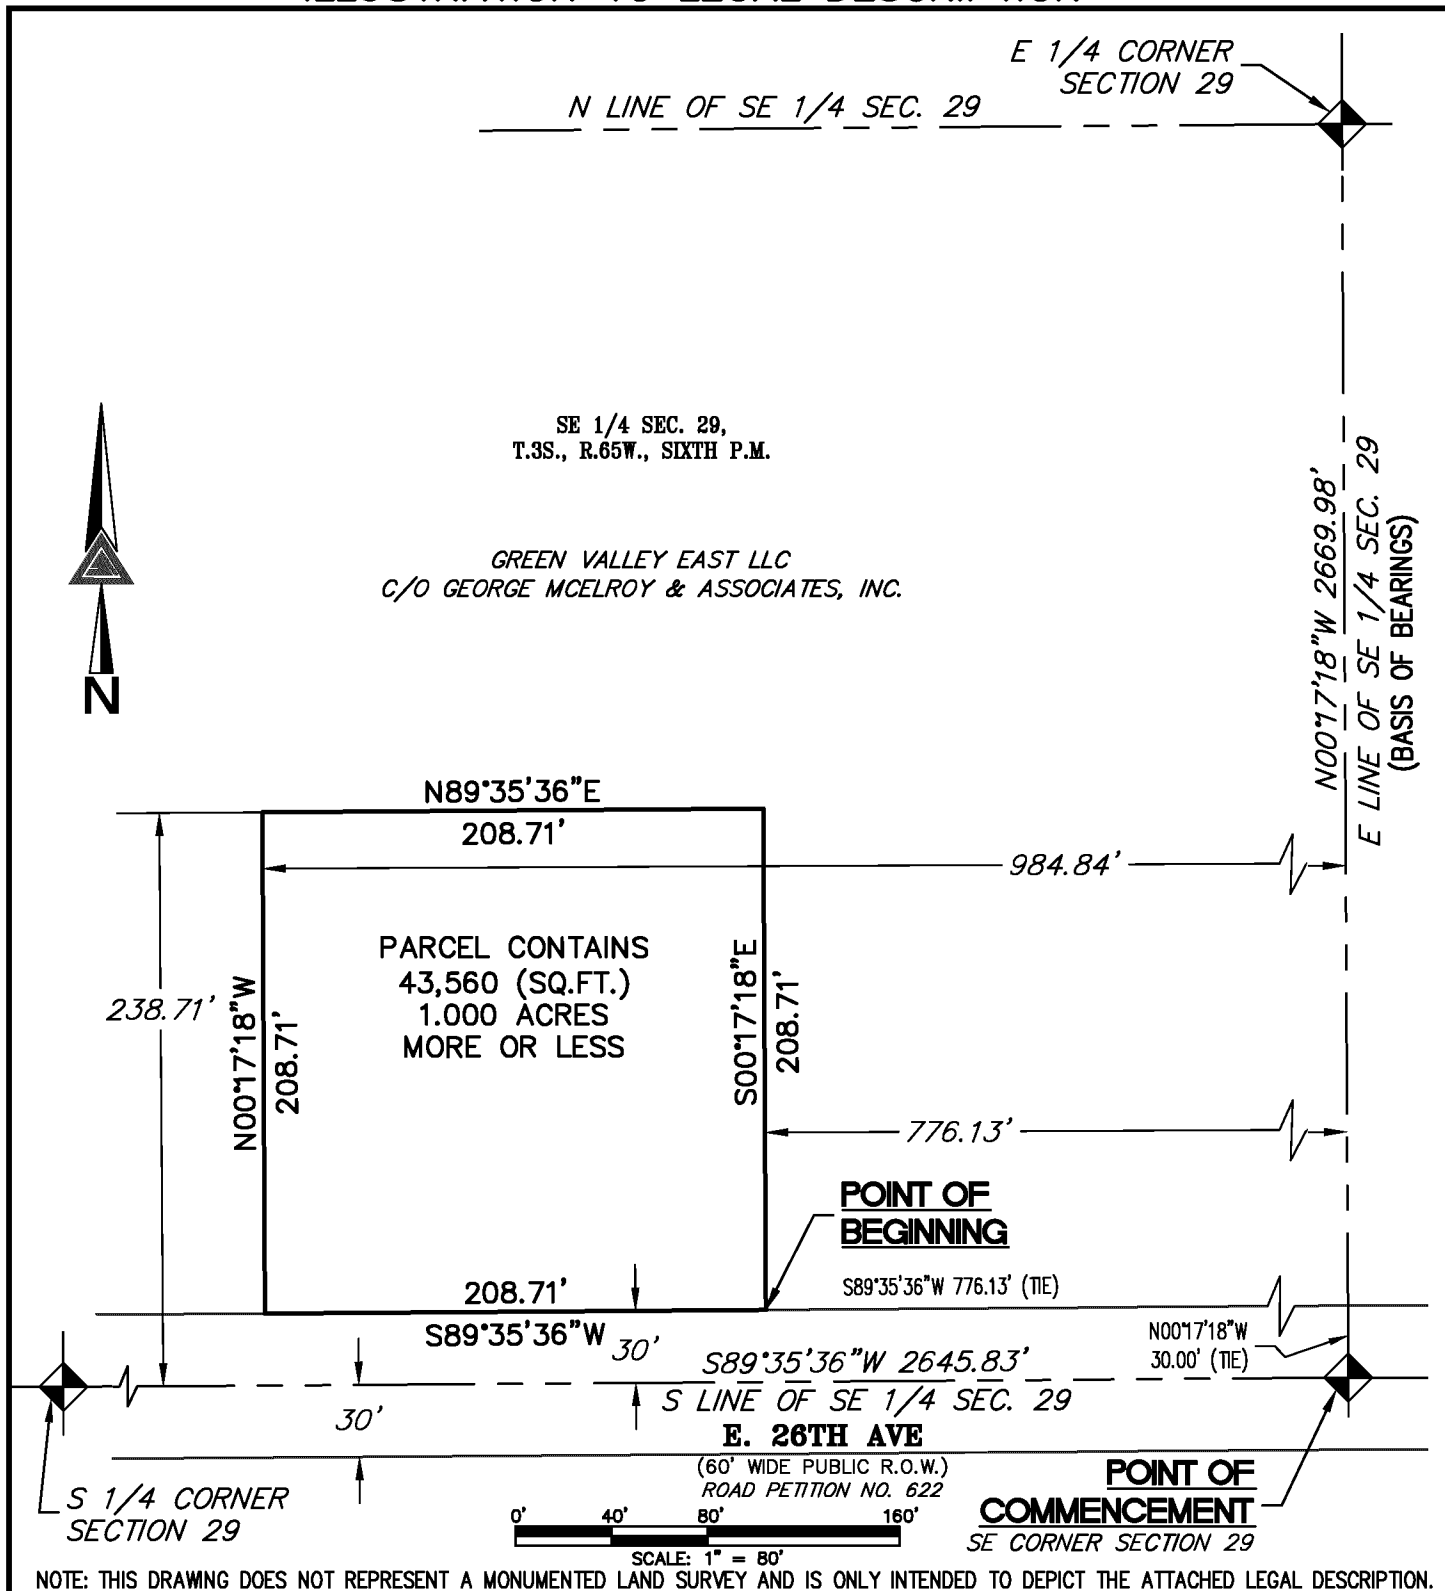 ILLUSTRATION TO LEGAL DESCRIPTION
E 1/4 CORNER
SECTION 29
N LINE OF SE 1/4 SEC. 29
SE 1/4 SEC. 29,
T.3S., R.65W., SIXTH P.M.
GREEN VALLEY EAST LLC
C/O GEORGE MCELROY & ASSOCIATES, INC.
N
N00°17'18"W 2669.98'
E LINE OF SE 1/4 SEC. 29
(BASIS OF BEARINGS)
N89°35'36"E
208.71'
984.84'
PARCEL CONTAINS
43,560 (SQ.FT.)
1.000 ACRES
MORE OR LESS
238.71'
N00°17'18"W
208.71'
S00°17'18"E
208.71'
776.13'
POINT OF
BEGINNING
S89°35'36"W 776.13' (TIE)
208.71'
S89°35'36"W
30'
N00°17'18"W
30.00' (TIE)
S89°35'36"W 2645.83'
S LINE OF SE 1/4 SEC. 29
30'
E. 26TH AVE
(60' WIDE PUBLIC R.O.W.)
ROAD PETITION NO. 622
S 1/4 CORNER
SECTION 29
POINT OF
COMMENCEMENT
SE CORNER SECTION 29
0' 40' 80' 160'
SCALE: 1" = 80'
NOTE: THIS DRAWING DOES NOT REPRESENT A MONUMENTED LAND SURVEY AND IS ONLY INTENDED TO DEPICT THE ATTACHED LEGAL DESCRIPTION.